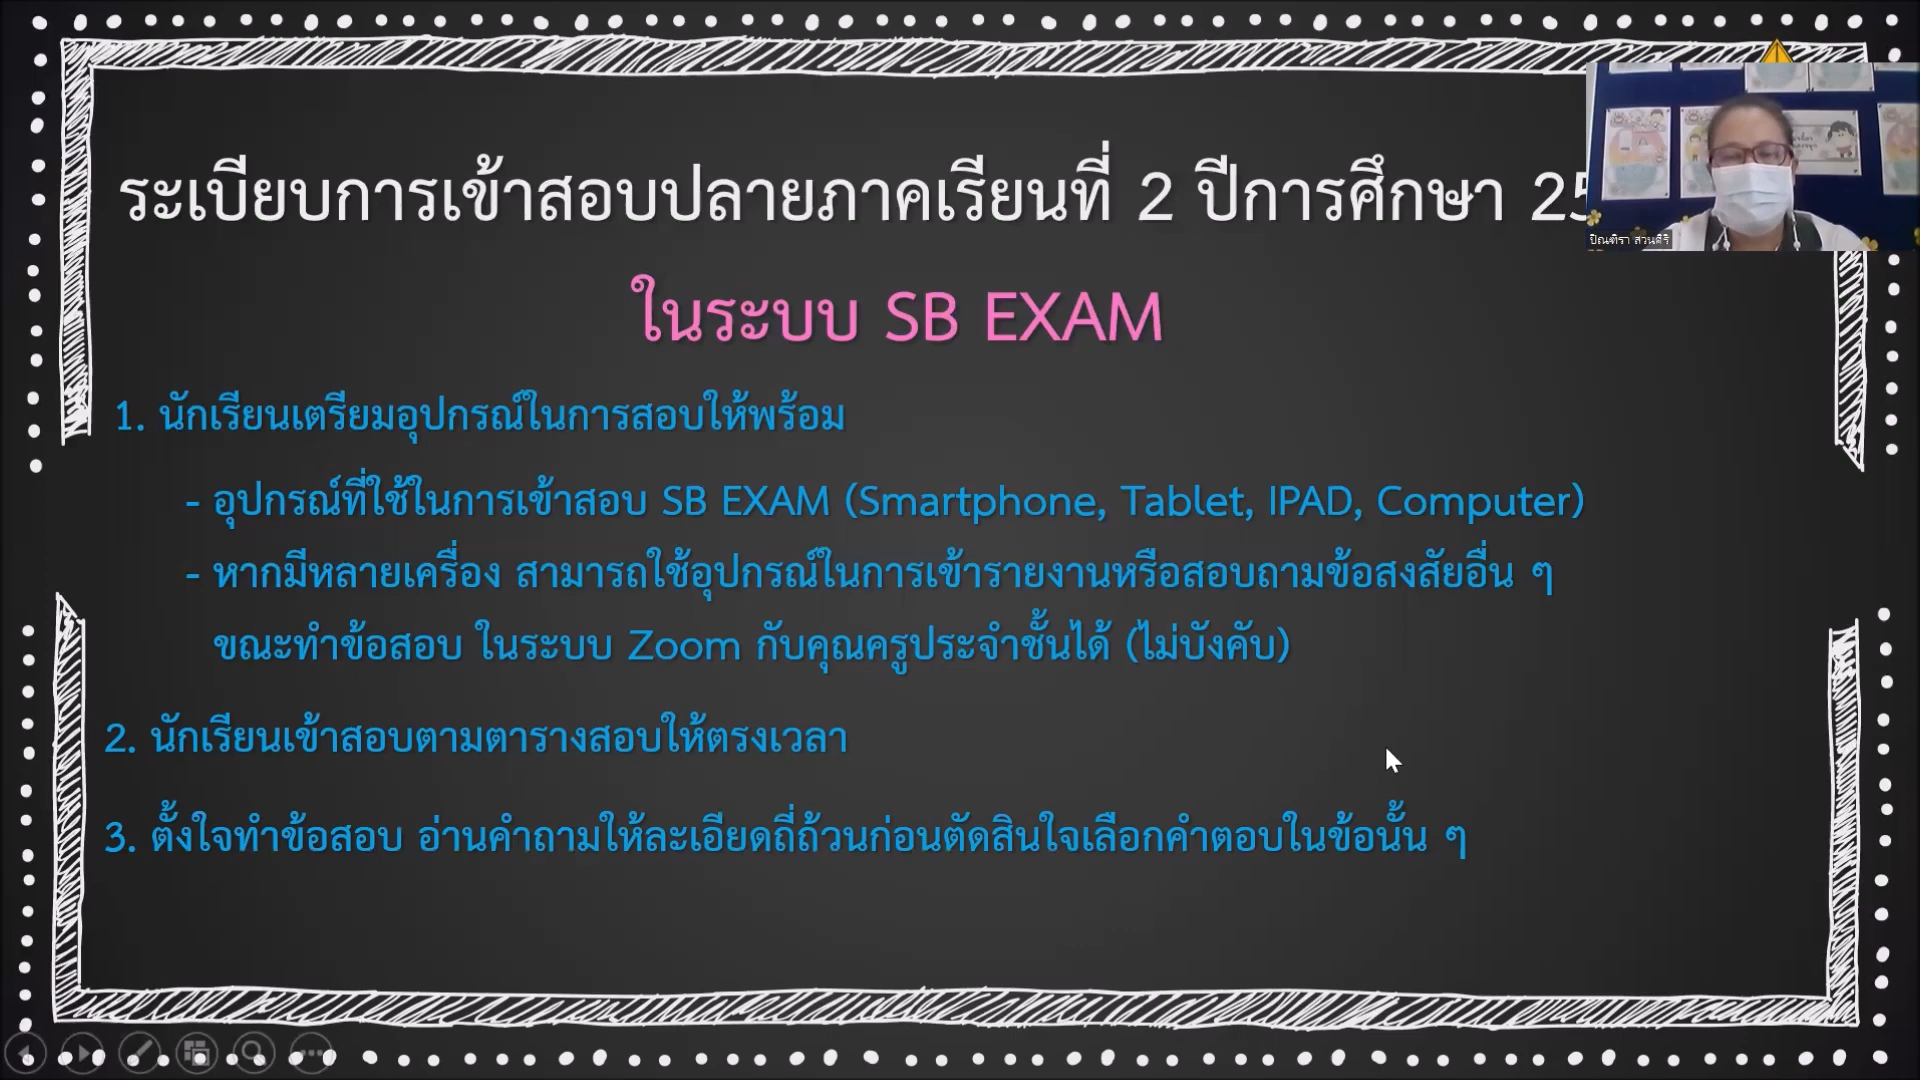 ระเบียบการเข้าสอบปลายภาคเรียนที่ 2 ปีการศึกษา
ในระบบ SB EXAM
1. นักเรียนเตรียมอุปกรณ์ในการสอบให้พร้อม
- อุปกรณ์ที่ใช้ในการเข้าสอบ SB EXAM (Smartphone, Tablet, IPAD, Computer)
- หากมีหลายเครื่อง สามารถใช้อุปกรณ์ในการเข้ารายงานหรือสอบถามข้อสงสัยอื่น ๆ
ขณะทำข้อสอบ ในระบบ Zoom กับคุณครูประจำชั้นได้ (ไม่บังคับ)
2. นักเรียนเข้าสอบตามตารางสอบให้ตรงเวลา
3. ตั้งใจทำข้อสอบ อ่านคำถามให้ละเอียดถี่ถ้วนก่อนตัดสินใจเลือกคำตอบในข้อนั้น ๆ